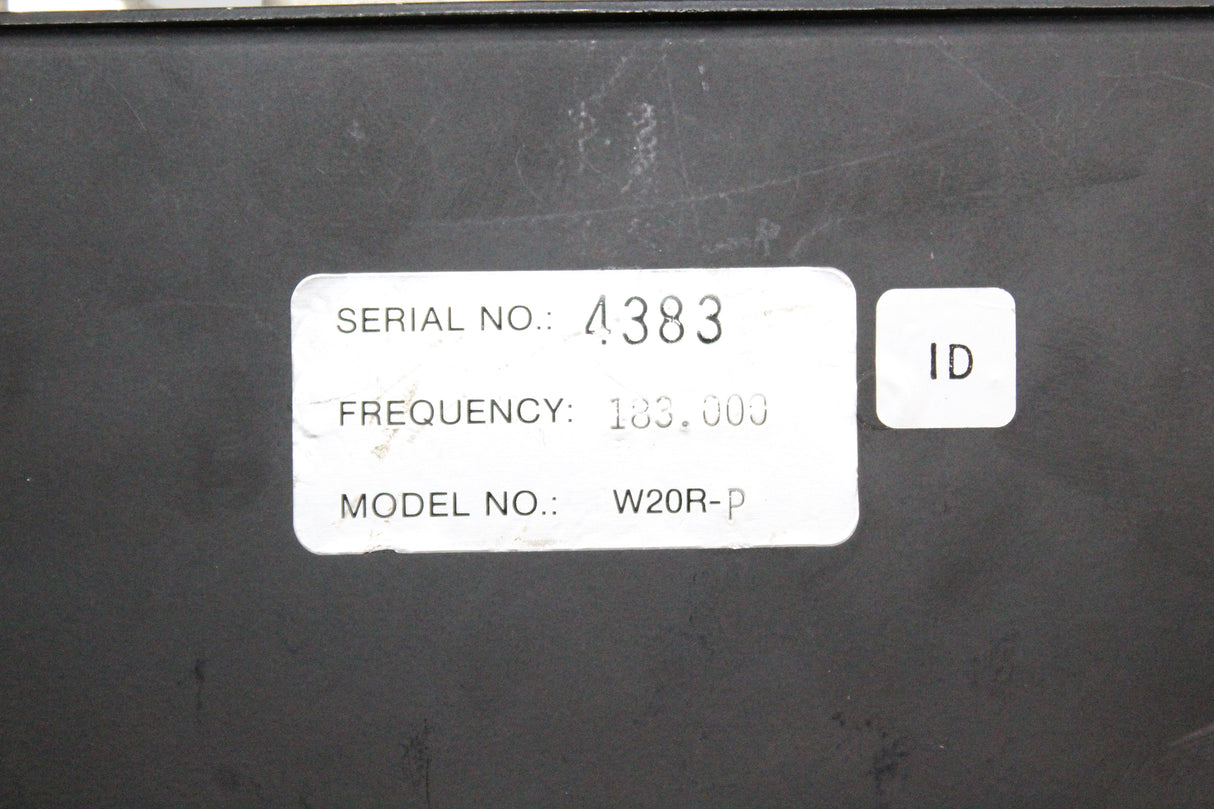 SERIAL NO.: 4383
FREQUENCY: 183.000
MODEL NO.: W20R-P
ID